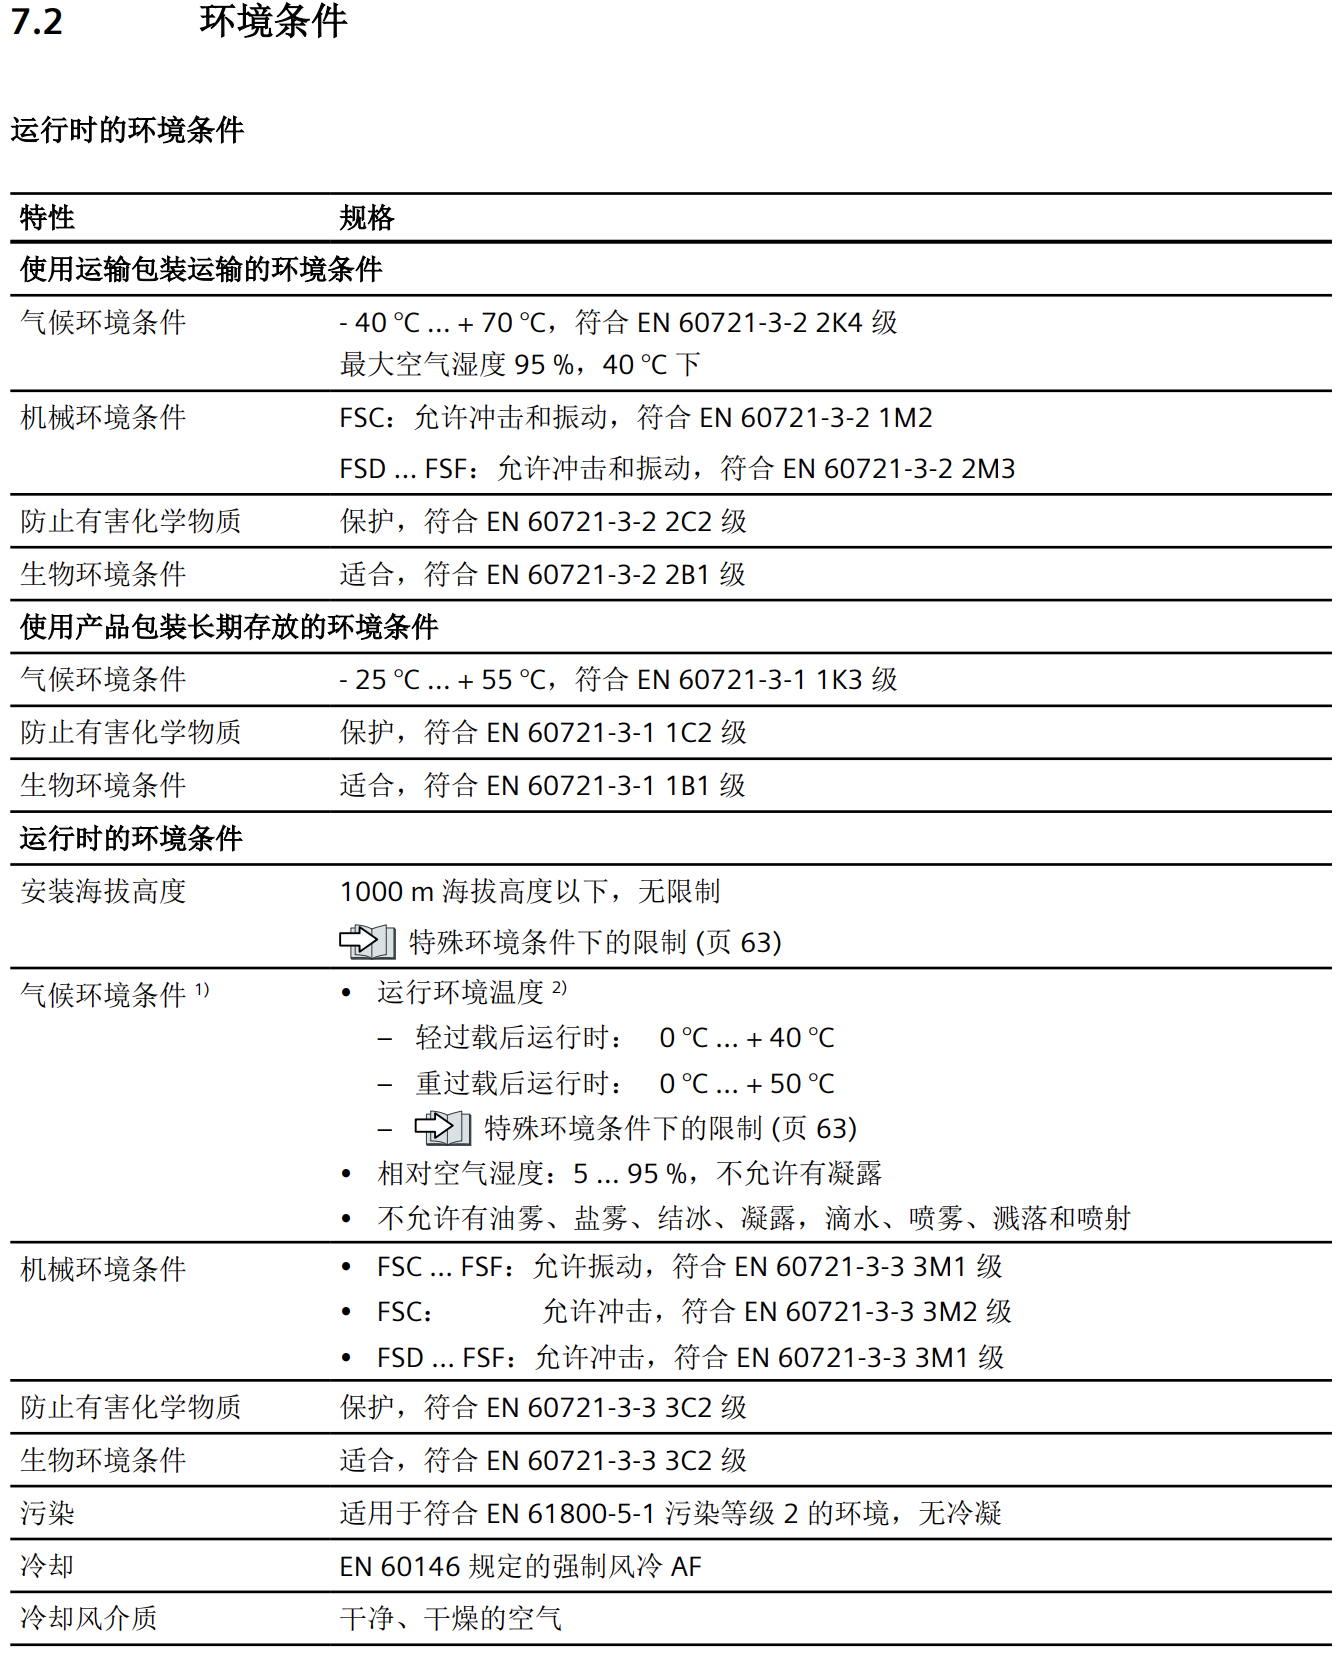 7.2 环境条件
运行时的环境条件
特性 规格
使用运输包装运输的环境条件
气候环境条件 - 40 °C ... + 70 °C，符合 EN 60721-3-2 2K4 级
最大空气湿度 95 %，40 °C 下
机械环境条件 FSC：允许冲击和振动，符合 EN 60721-3-2 1M2
FSD ... FSF：允许冲击和振动，符合 EN 60721-3-2 2M3
防止有害化学物质 保护，符合 EN 60721-3-2 2C2 级
生物环境条件 适合，符合 EN 60721-3-2 2B1 级
使用产品包装长期存放的环境条件
气候环境条件 - 25 °C ... + 55 °C，符合 EN 60721-3-1 1K3 级
防止有害化学物质 保护，符合 EN 60721-3-1 1C2 级
生物环境条件 适合，符合 EN 60721-3-1 1B1 级
运行时的环境条件
安装海拔高度 1000 m 海拔高度以下，无限制
特殊环境条件下的限制 (页 63)
气候环境条件 1) • 运行环境温度 2)
– 轻过载后运行时： 0 °C ... + 40 °C
– 重过载后运行时： 0 °C ... + 50 °C
– 特殊环境条件下的限制 (页 63)
• 相对空气湿度：5 ... 95 %，不允许有凝露
• 不允许有油雾、盐雾、结冰、凝露，滴水、喷雾、溅落和喷射
机械环境条件 • FSC ... FSF：允许振动，符合 EN 60721-3-3 3M1 级
• FSC： 允许冲击，符合 EN 60721-3-3 3M2 级
• FSD ... FSF：允许冲击，符合 EN 60721-3-3 3M1 级
防止有害化学物质 保护，符合 EN 60721-3-3 3C2 级
生物环境条件 适合，符合 EN 60721-3-3 3C2 级
污染 适用于符合 EN 61800-5-1 污染等级 2 的环境，无冷凝
冷却 EN 60146 规定的强制风冷 AF
冷却风介质 干净、干燥的空气